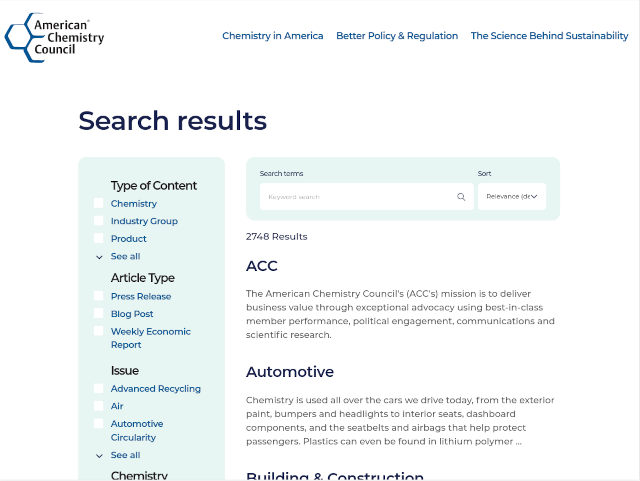 American®
Chemistry
Council
Chemistry in America Better Policy & Regulation The Science Behind Sustainability
Search results
Type of Content
Chemistry
Industry Group
Product
See all
Article Type
Press Release
Blog Post
Weekly Economic
Report
Issue
Advanced Recycling
Air
Automotive
Circularity
See all
Chemistry
Search terms
Sort
Keyword search
Relevance (de
2748 Results
ACC
The American Chemistry Council's (ACC's) mission is to deliver
business value through exceptional advocacy using best-in-class
member performance, political engagement, communications and
scientific research.
Automotive
Chemistry is used all over the cars we drive today, from the exterior
paint, bumpers and headlights to interior seats, dashboard
components, and the seatbelts and airbags that help protect
passengers. Plastics can even be found in lithium polymer ...
Building & Construction